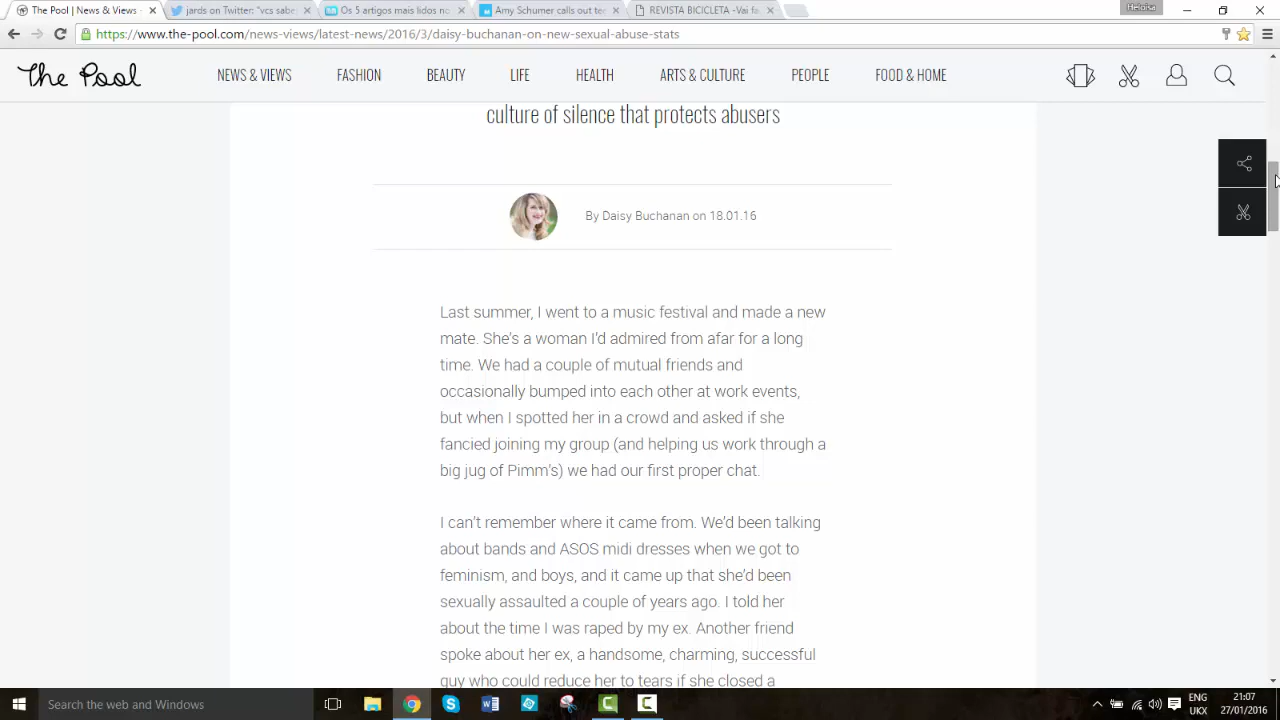 The Pool | News & Views -
jards on Twitter: "vcs sabe
Os 5 artigos mais lidos no
Amy Schumer calls out te
REVISTA BICICLETA -Vai fa
Heloisa
https://www.the-pool.com/news-views/latest-news/2016/3/daisy-buchanan-on-new-sexual-abuse-stats
The Pool
NEWS & VIEWS
FASHION
BEAUTY
LIFE
HEALTH
ARTS & CULTURE
PEOPLE
FOOD & HOME
culture of silence that protects abusers
By Daisy Buchanan on 18.01.16
Last summer, I went to a music festival and made a new
mate. She's a woman I'd admired from afar for a long
time. We had a couple of mutual friends and
occasionally bumped into each other at work events,
but when I spotted her in a crowd and asked if she
fancied joining my group (and helping us work through a
big jug of Pimm's) we had our first proper chat.
I can't remember where it came from. We'd been talking
about bands and ASOS midi dresses when we got to
feminism, and boys, and it came up that she'd been
sexually assaulted a couple of years ago. I told her
about the time I was raped by my ex. Another friend
spoke about her ex, a handsome, charming, successful
guy who could reduce her to tears if she closed a
Search the web and Windows
ENG
UKX
21:07
27/01/2016